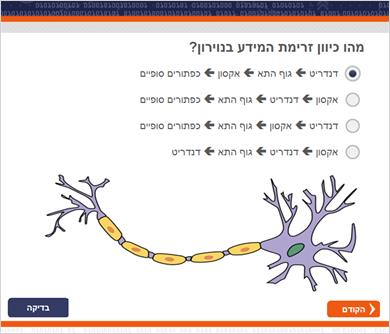 מהו כיוון זרימת המידע בנוירון?
דנדריט ← גוף התא ← אקסון ← כפתורים סופיים
אקסון ← דנדריט ← גוף התא ← כפתורים סופיים
דנדריט ← אקסון ← גוף התא ← כפתורים סופיים
אקסון ← דנדריט ← גוף התא ← דנדריט
הקודם
בדיקה